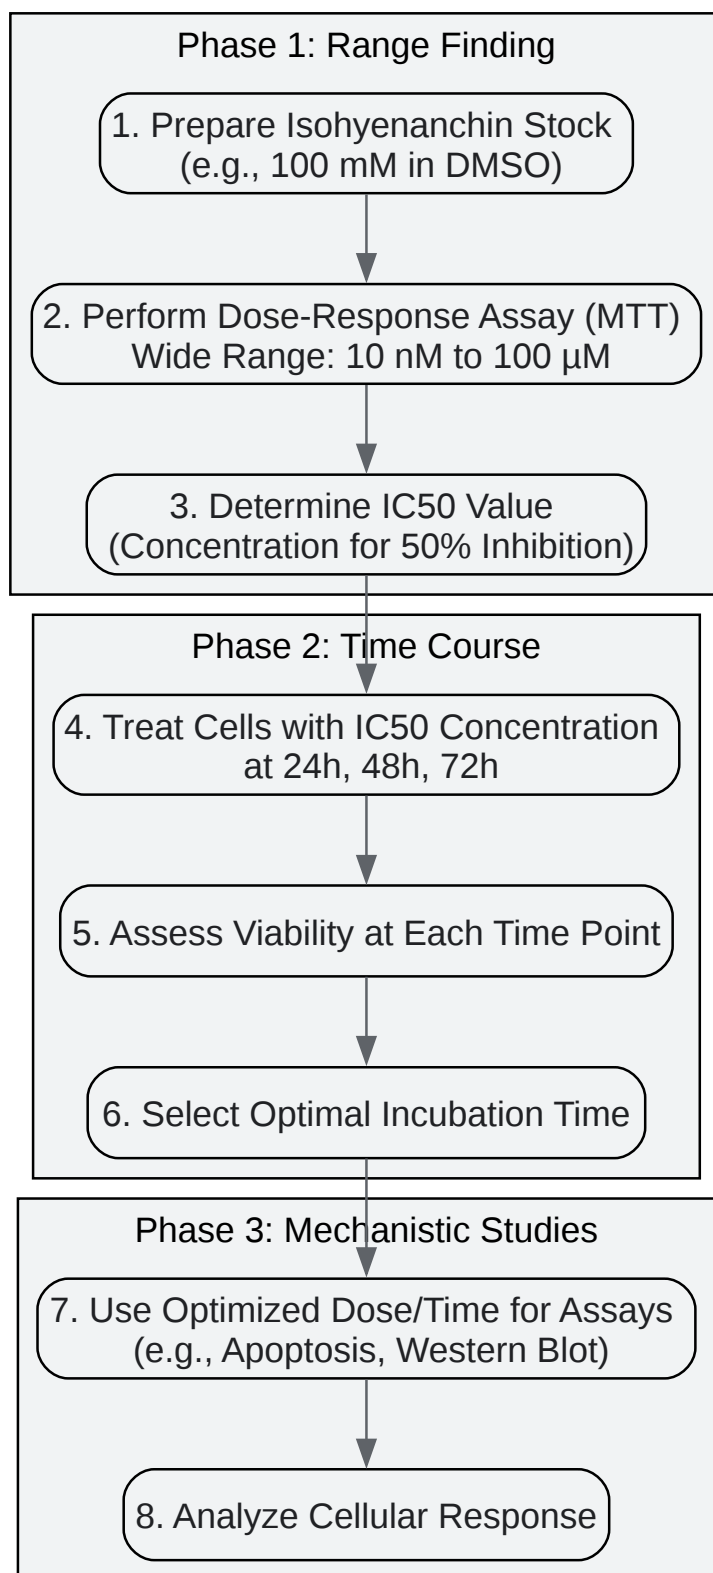 Phase 1: Range Finding
1. Prepare Isohyenanchin Stock
(e.g., 100 mM in DMSO)
2. Perform Dose-Response Assay (MTT)
Wide Range: 10 nM to 100 µM
3. Determine IC50 Value
(Concentration for 50% Inhibition)
Phase 2: Time Course
4. Treat Cells with IC50 Concentration
at 24h, 48h, 72h
5. Assess Viability at Each Time Point
6. Select Optimal Incubation Time
Phase 3: Mechanistic Studies
7. Use Optimized Dose/Time for Assays
(e.g., Apoptosis, Western Blot)
8. Analyze Cellular Response